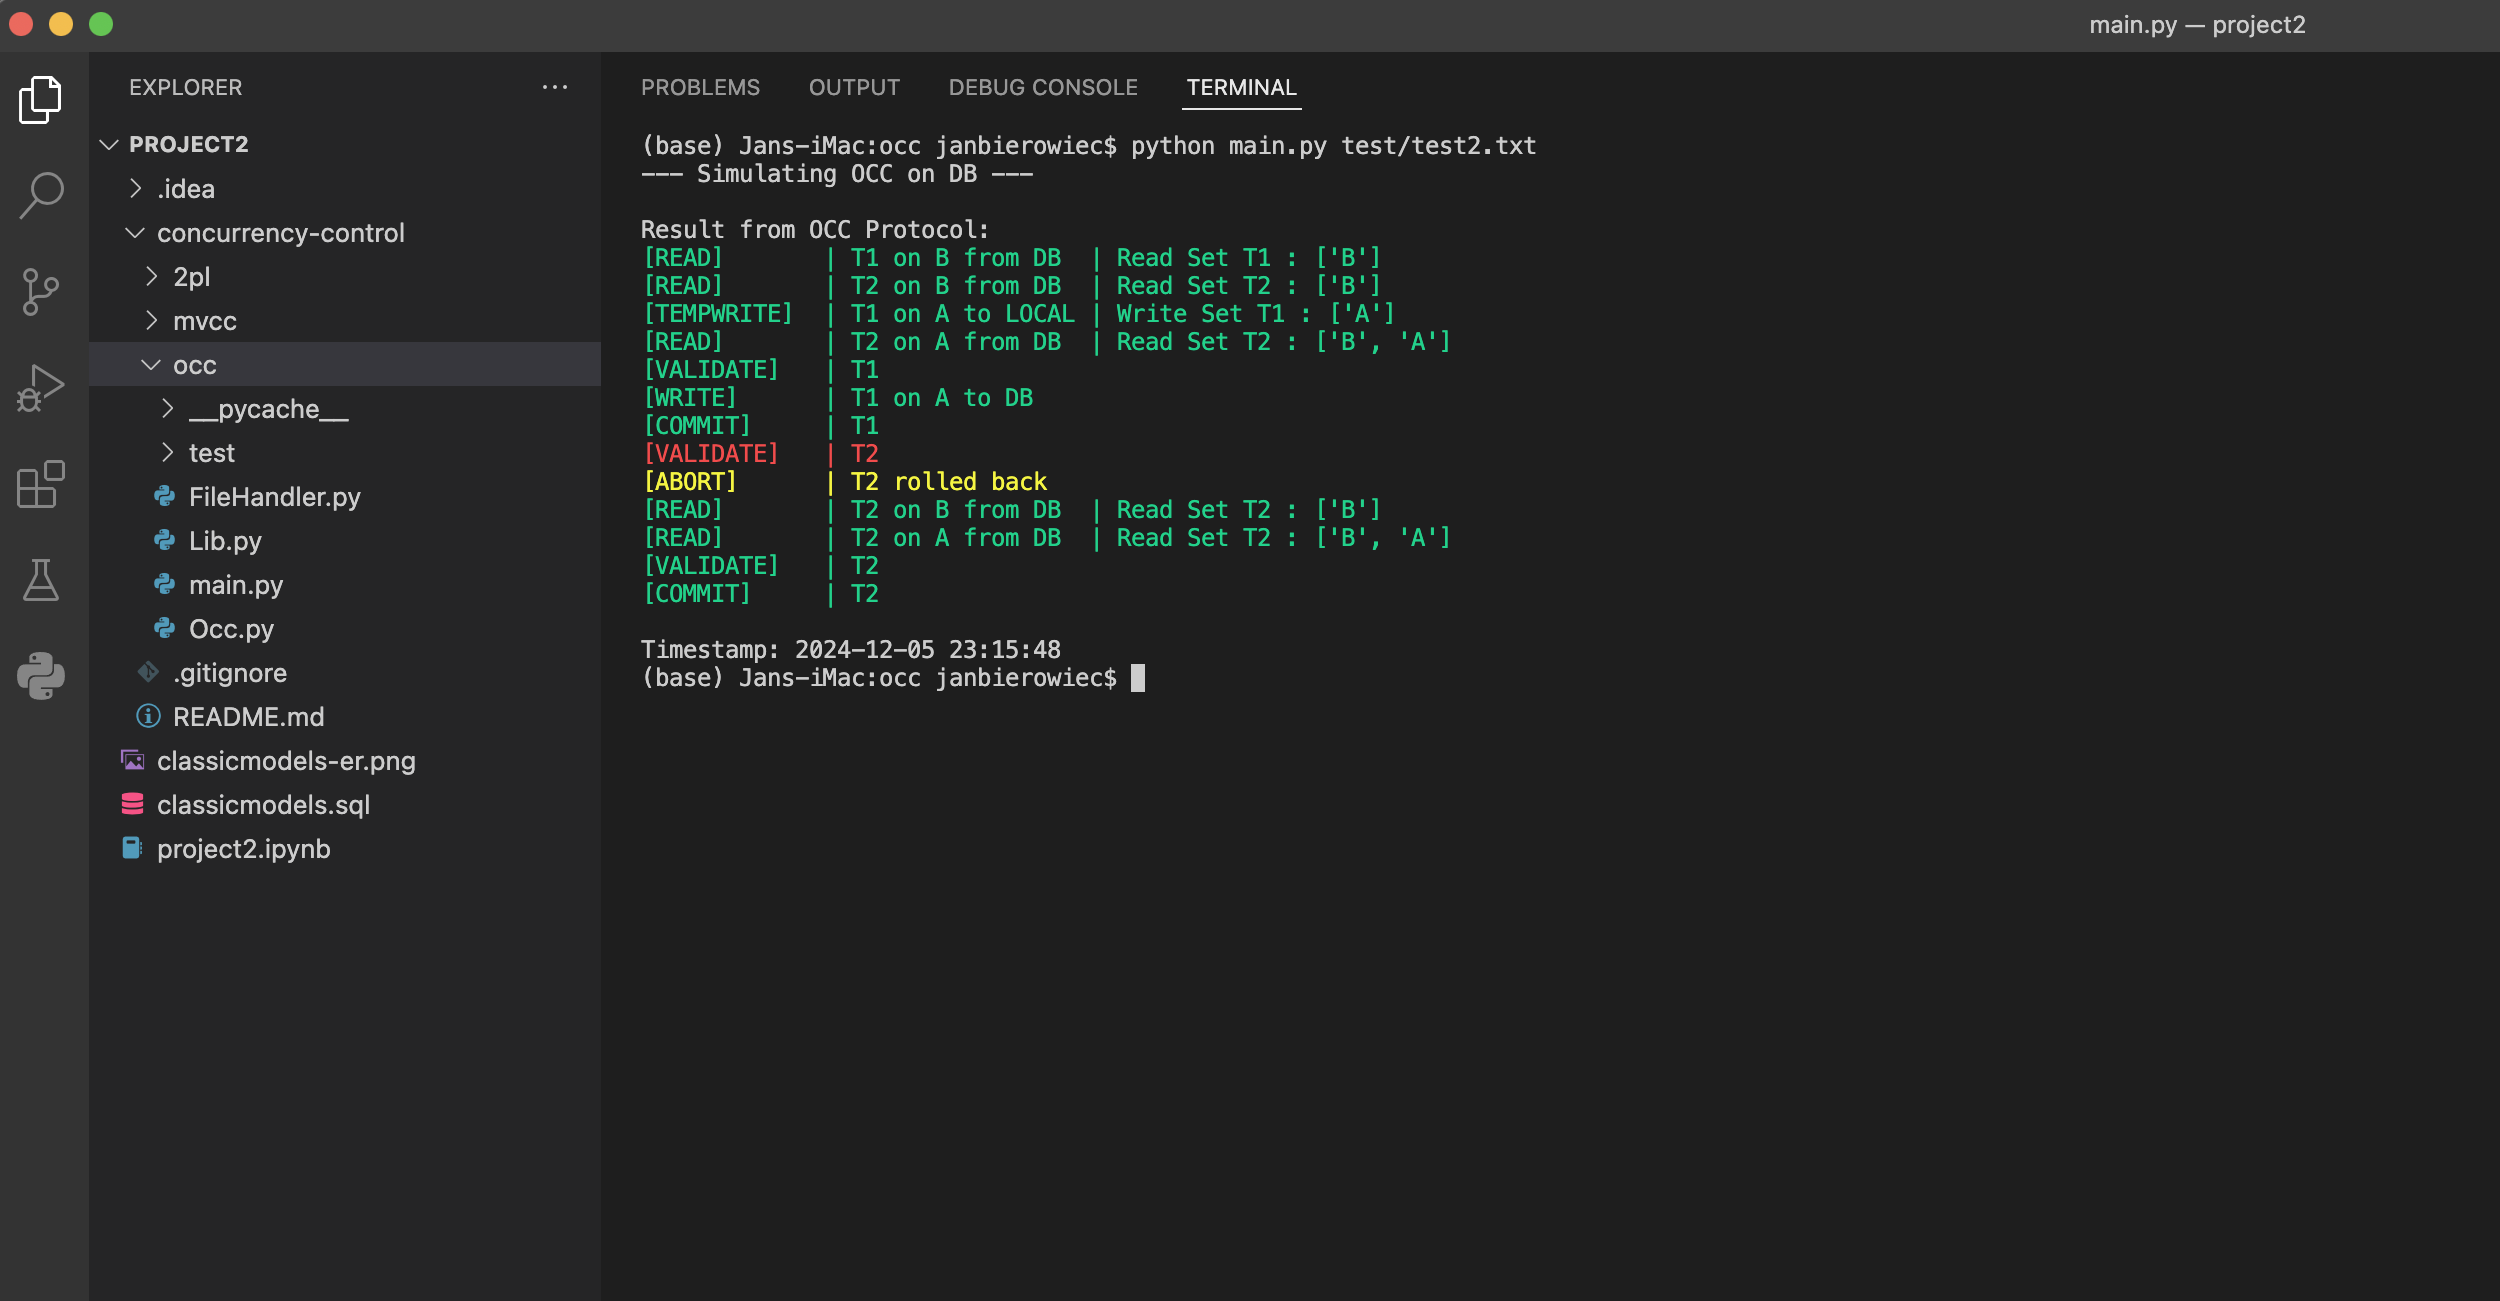 main.py — project2
EXPLORER
PROJECT2
.idea
concurrency-control
2pl
mvcc
occ
__pycache__
test
FileHandler.py
Lib.py
main.py
Occ.py
.gitignore
README.md
classicmodels-er.png
classicmodels.sql
project2.ipynb
PROBLEMS OUTPUT DEBUG CONSOLE TERMINAL
(base) Jans-iMac:occ janbierowiec$ python main.py test/test2.txt
--- Simulating OCC on DB ---
Result from OCC Protocol:
[READ]       | T1 on B from DB  | Read Set T1 : ['B']
[READ]       | T2 on B from DB  | Read Set T2 : ['B']
[TEMPWRITE]  | T1 on A to LOCAL | Write Set T1 : ['A']
[READ]       | T2 on A from DB  | Read Set T2 : ['B', 'A']
[VALIDATE]   | T1
[WRITE]      | T1 on A to DB
[COMMIT]     | T1
[VALIDATE]   | T2
[ABORT]      | T2 rolled back
[READ]       | T2 on B from DB  | Read Set T2 : ['B']
[READ]       | T2 on A from DB  | Read Set T2 : ['B', 'A']
[VALIDATE]   | T2
[COMMIT]     | T2
Timestamp: 2024-12-05 23:15:48
(base) Jans-iMac:occ janbierowiec$